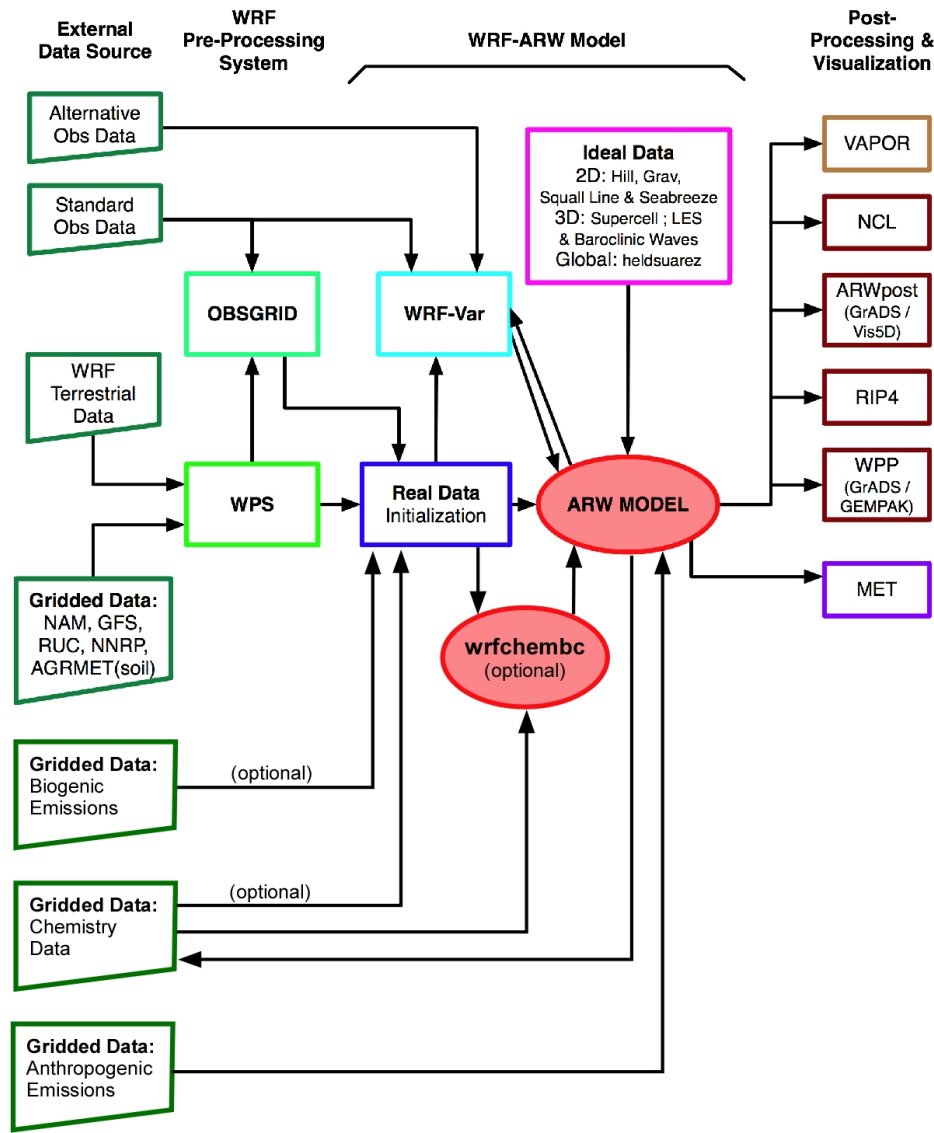 External
Data Source
WRF
Pre-Processing
System
WRF-ARW Model
Post-
Processing &
Visualization
Alternative
Obs Data
Standard
Obs Data
WRF
Terrestrial
Data
Gridded Data:
NAM, GFS,
RUC, NNRP,
AGRMET(soil)
Gridded Data:
Biogenic
Emissions
(optional)
Gridded Data:
Chemistry
Data
(optional)
Gridded Data:
Anthropogenic
Emissions
OBSGRID
WPS
WRF-Var
Real Data
Initialization
Ideal Data
2D: Hill, Grav,
Squall Line & Seabreeze
3D: Supercell ; LES
& Baroclinic Waves
Global: heldsuarez
ARW MODEL
wrfchembc
(optional)
VAPOR
NCL
ARWpost
(GrADS /
Vis5D)
RIP4
WPP
(GrADS /
GEMPAK)
MET